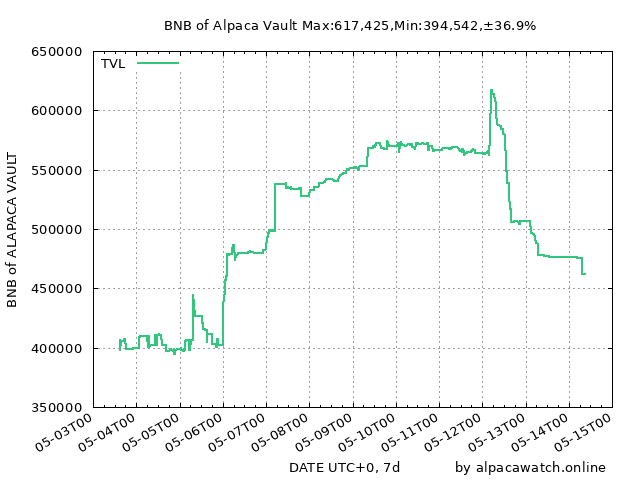 BNB of Alpaca Vault Max:617,425,Min:394,542,±36.9%
TVL
BNB of ALAPACA VAULT
650000
600000
550000
500000
450000
400000
350000
05-03T00
05-04T00
05-05T00
05-06T00
05-07T00
05-08T00
05-09T00
05-10T00
05-11T00
05-12T00
05-13T00
05-14T00
05-15T00
DATE UTC+0, 7d
by alpacawatch.online